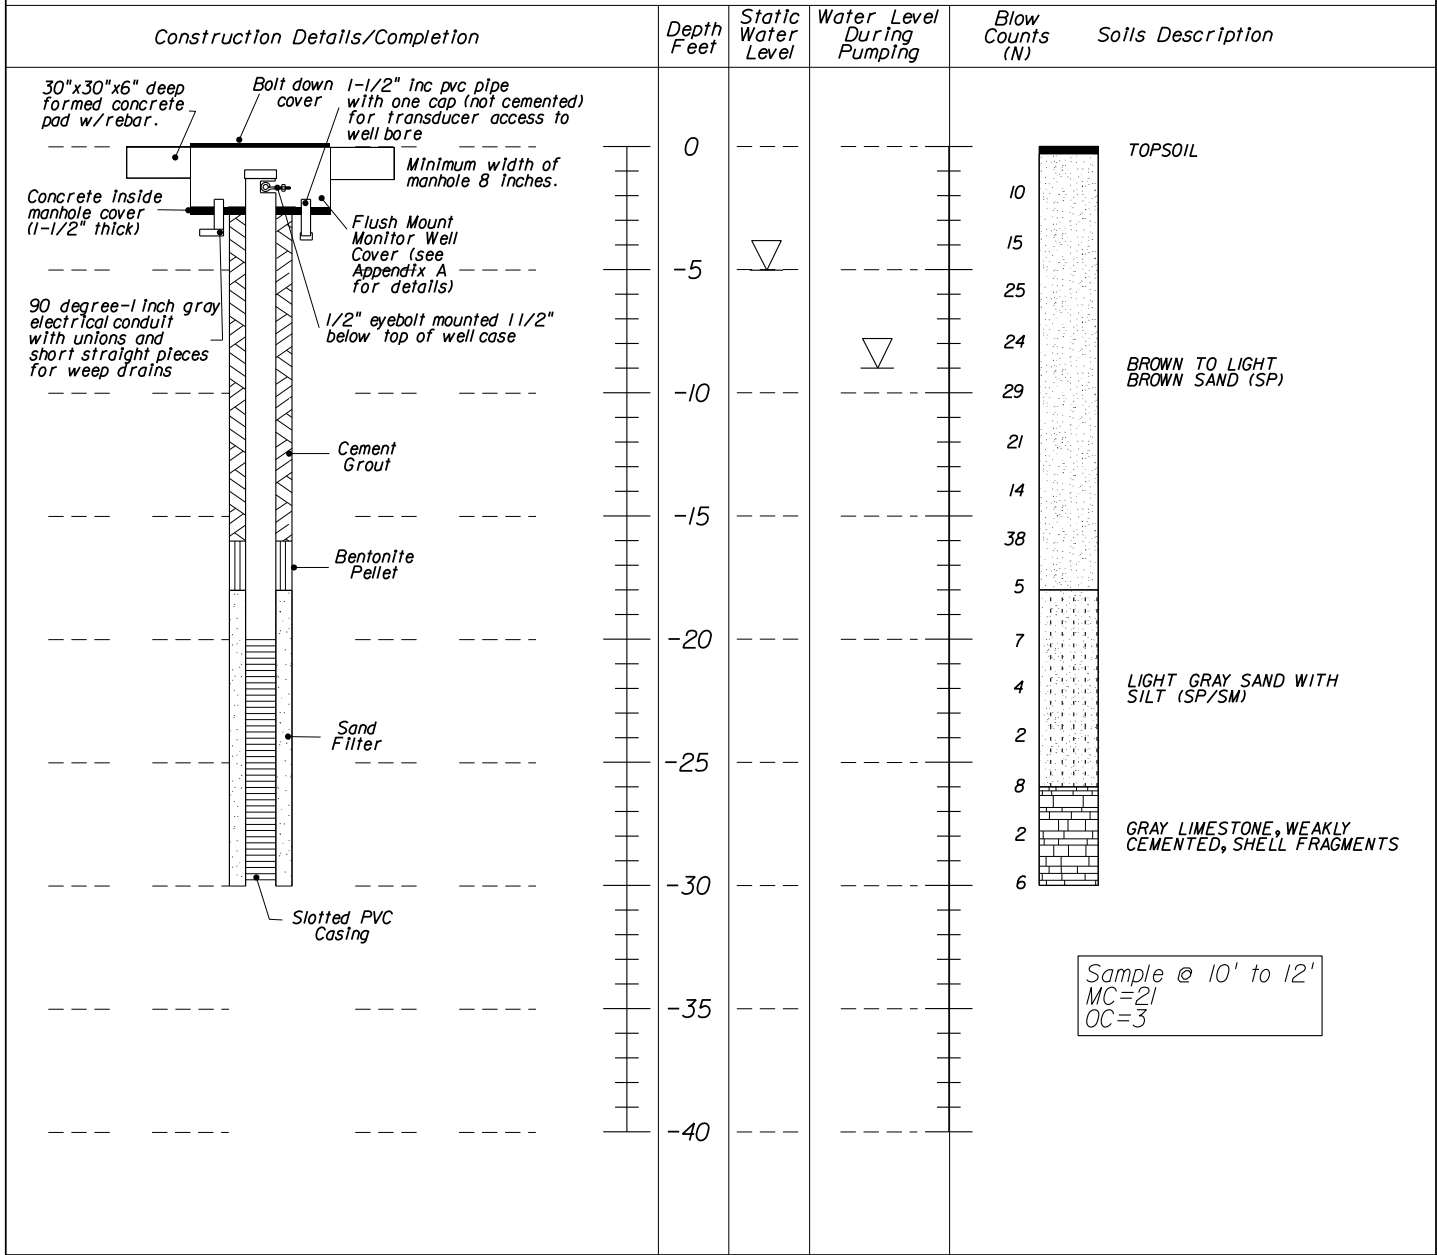 Construction Details/Completion
Depth
Feet
Static
Water
Level
Water Level
During
Pumping
Blow
Counts
(N)
Soils Description
30"x30"x6" deep
formed concrete
pad w/rebar.
Bolt down
cover
1-1/2" inc pvc pipe
with one cap (not cemented)
for transducer access to
well bore
Minimum width of
manhole 8 inches.
Concrete inside
manhole cover
(1-1/2" thick)
Flush Mount
Monitor Well
Cover (see
Appendix A
for details)
90 degree-1 inch gray
electrical conduit
with unions and
short straight pieces
for weep drains
1/2" eyebolt mounted 1 1/2"
below top of well case
Cement
Grout
Bentonite
Pellet
Sand
Filter
Slotted PVC
Casing
0
-5
-10
-15
-20
-25
-30
-35
-40
10
15
25
24
29
21
14
38
5
7
4
2
8
2
6
TOPSOIL
BROWN TO LIGHT
BROWN SAND (SP)
LIGHT GRAY SAND WITH
SILT (SP/SM)
GRAY LIMESTONE, WEAKLY
CEMENTED, SHELL FRAGMENTS
Sample @ 10' to 12'
MC=21
OC=3